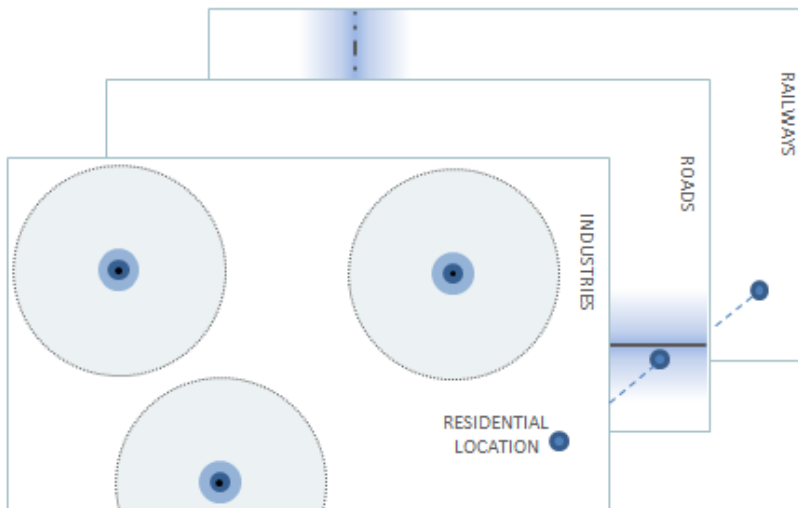 RAILWAYS
ROADS
INDUSTRIES
RESIDENTIAL
LOCATION